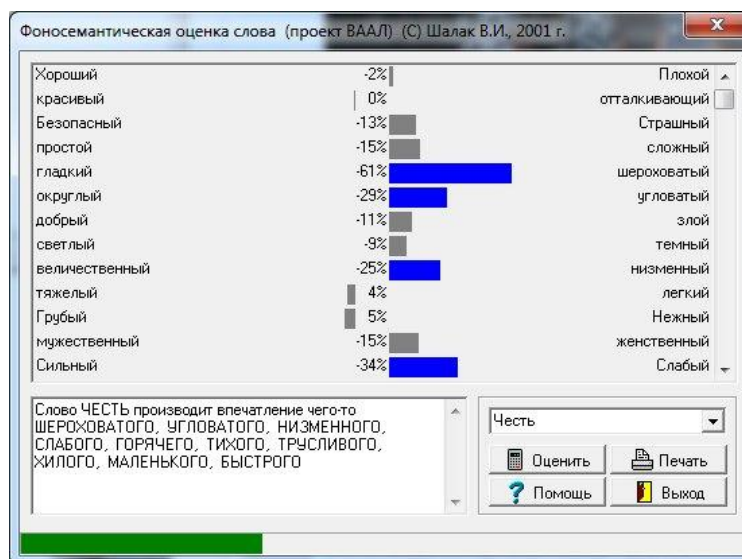 Фоносемантическая оценка слова (проект ВААЛ) (С) Шалак В.И., 2001 г.
Хороший -2% Плохой
красивый 0% отталкивающий
Безопасный -13% Страшный
простой -15% сложный
гладкий -61% шероховатый
округлый -29% угловатый
добрый -11% злой
светлый -9% темный
величественный -25% низменный
тяжелый 4% легкий
Грубый 5% Нежный
мужественный -15% женственный
Сильный -34% Слабый
Слово ЧЕСТЬ производит впечатление чего-то
ШЕРОХОВАТОГО, УГЛОВАТОГО, НИЗМЕННОГО,
СЛАБОГО, ГОРЯЧЕГО, ТИХОГО, ТРУСЛИВОГО,
ХИЛОГО, МАЛЕНЬКОГО, БЫСТРОГО
Честь
Оценить Печать
Помощь Выход